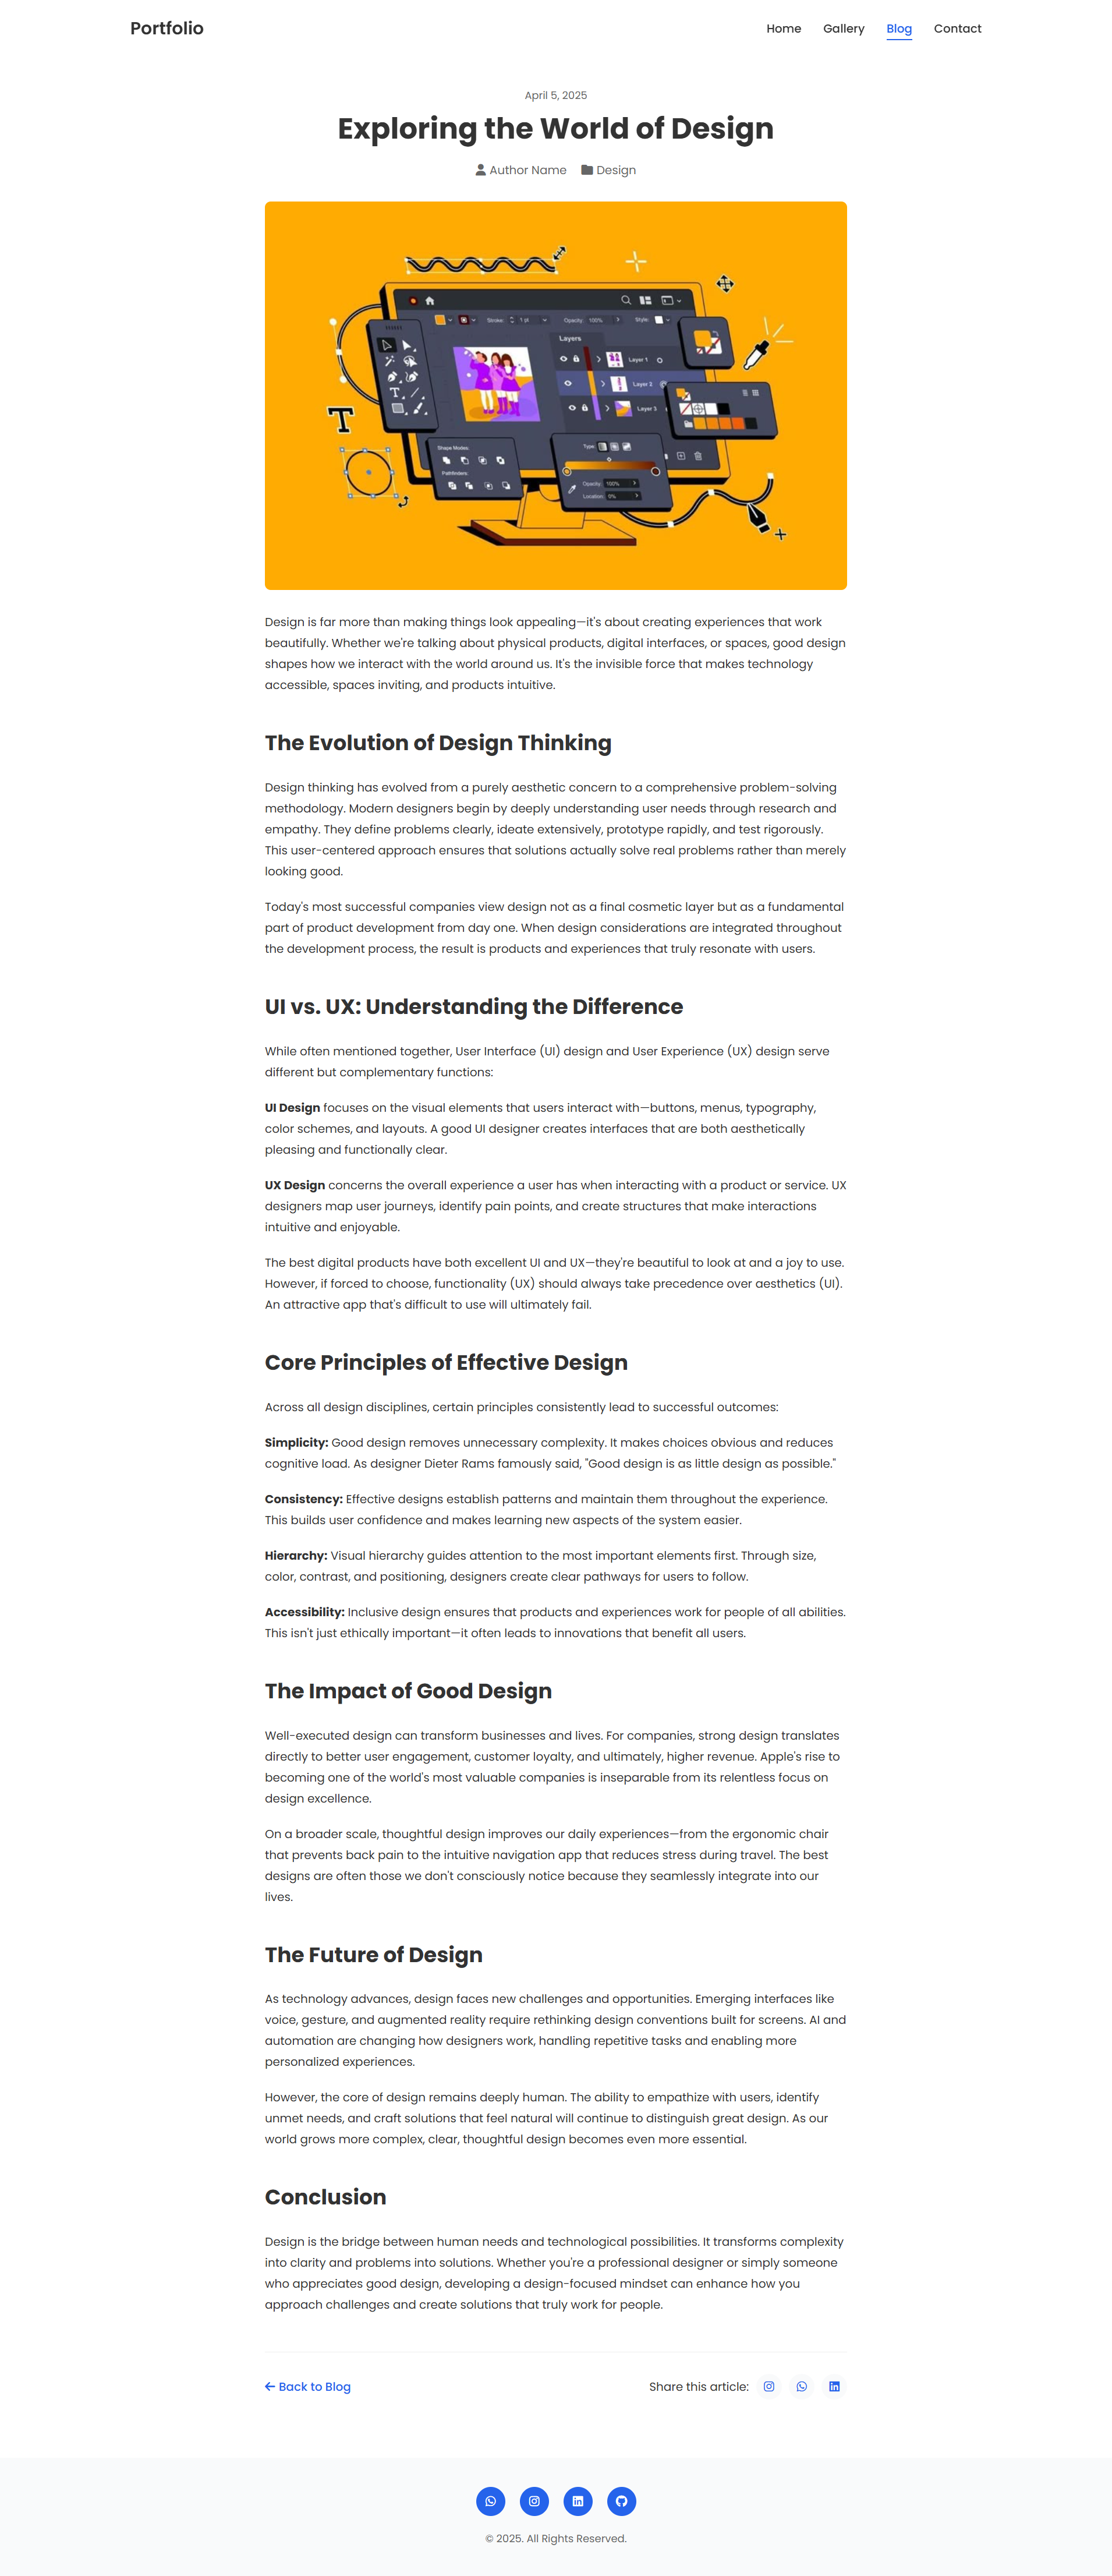 Portfolio
Home Gallery Blog Contact
April 5, 2025
Exploring the World of Design
Author Name Design
Stroke: 1 pt Opacity: 100% Style:
Layers
Layer 1
Layer 2
Layer 3
T
T
Shape Modes:
Pathfinders:
Type:
Opacity: 100%
Location: 0%
Design is far more than making things look appealing—it's about creating experiences that work
beautifully. Whether we're talking about physical products, digital interfaces, or spaces, good design
shapes how we interact with the world around us. It's the invisible force that makes technology
accessible, spaces inviting, and products intuitive.
The Evolution of Design Thinking
Design thinking has evolved from a purely aesthetic concern to a comprehensive problem-solving
methodology. Modern designers begin by deeply understanding user needs through research and
empathy. They define problems clearly, ideate extensively, prototype rapidly, and test rigorously.
This user-centered approach ensures that solutions actually solve real problems rather than merely
looking good.
Today's most successful companies view design not as a final cosmetic layer but as a fundamental
part of product development from day one. When design considerations are integrated throughout
the development process, the result is products and experiences that truly resonate with users.
UI vs. UX: Understanding the Difference
While often mentioned together, User Interface (UI) design and User Experience (UX) design serve
different but complementary functions:
UI Design focuses on the visual elements that users interact with—buttons, menus, typography,
color schemes, and layouts. A good UI designer creates interfaces that are both aesthetically
pleasing and functionally clear.
UX Design concerns the overall experience a user has when interacting with a product or service. UX
designers map user journeys, identify pain points, and create structures that make interactions
intuitive and enjoyable.
The best digital products have both excellent UI and UX—they're beautiful to look at and a joy to use.
However, if forced to choose, functionality (UX) should always take precedence over aesthetics (UI).
An attractive app that's difficult to use will ultimately fail.
Core Principles of Effective Design
Across all design disciplines, certain principles consistently lead to successful outcomes:
Simplicity: Good design removes unnecessary complexity. It makes choices obvious and reduces
cognitive load. As designer Dieter Rams famously said, "Good design is as little design as possible."
Consistency: Effective designs establish patterns and maintain them throughout the experience.
This builds user confidence and makes learning new aspects of the system easier.
Hierarchy: Visual hierarchy guides attention to the most important elements first. Through size,
color, contrast, and positioning, designers create clear pathways for users to follow.
Accessibility: Inclusive design ensures that products and experiences work for people of all abilities.
This isn't just ethically important—it often leads to innovations that benefit all users.
The Impact of Good Design
Well-executed design can transform businesses and lives. For companies, strong design translates
directly to better user engagement, customer loyalty, and ultimately, higher revenue. Apple's rise to
becoming one of the world's most valuable companies is inseparable from its relentless focus on
design excellence.
On a broader scale, thoughtful design improves our daily experiences—from the ergonomic chair
that prevents back pain to the intuitive navigation app that reduces stress during travel. The best
designs are often those we don't consciously notice because they seamlessly integrate into our
lives.
The Future of Design
As technology advances, design faces new challenges and opportunities. Emerging interfaces like
voice, gesture, and augmented reality require rethinking design conventions built for screens. AI and
automation are changing how designers work, handling repetitive tasks and enabling more
personalized experiences.
However, the core of design remains deeply human. The ability to empathize with users, identify
unmet needs, and craft solutions that feel natural will continue to distinguish great design. As our
world grows more complex, clear, thoughtful design becomes even more essential.
Conclusion
Design is the bridge between human needs and technological possibilities. It transforms complexity
into clarity and problems into solutions. Whether you're a professional designer or simply someone
who appreciates good design, developing a design-focused mindset can enhance how you
approach challenges and create solutions that truly work for people.
Back to Blog Share this article:
© 2025. All Rights Reserved.